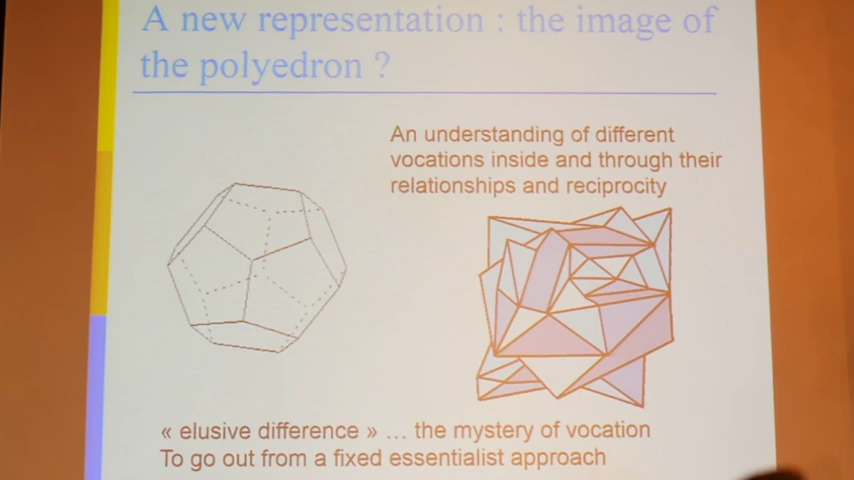 A new representation : the image of
the polyedron ?
An understanding of different
vocations inside and through their
relationships and reciprocity
« elusive difference » ... the mystery of vocation
To go out from a fixed essentialist approach